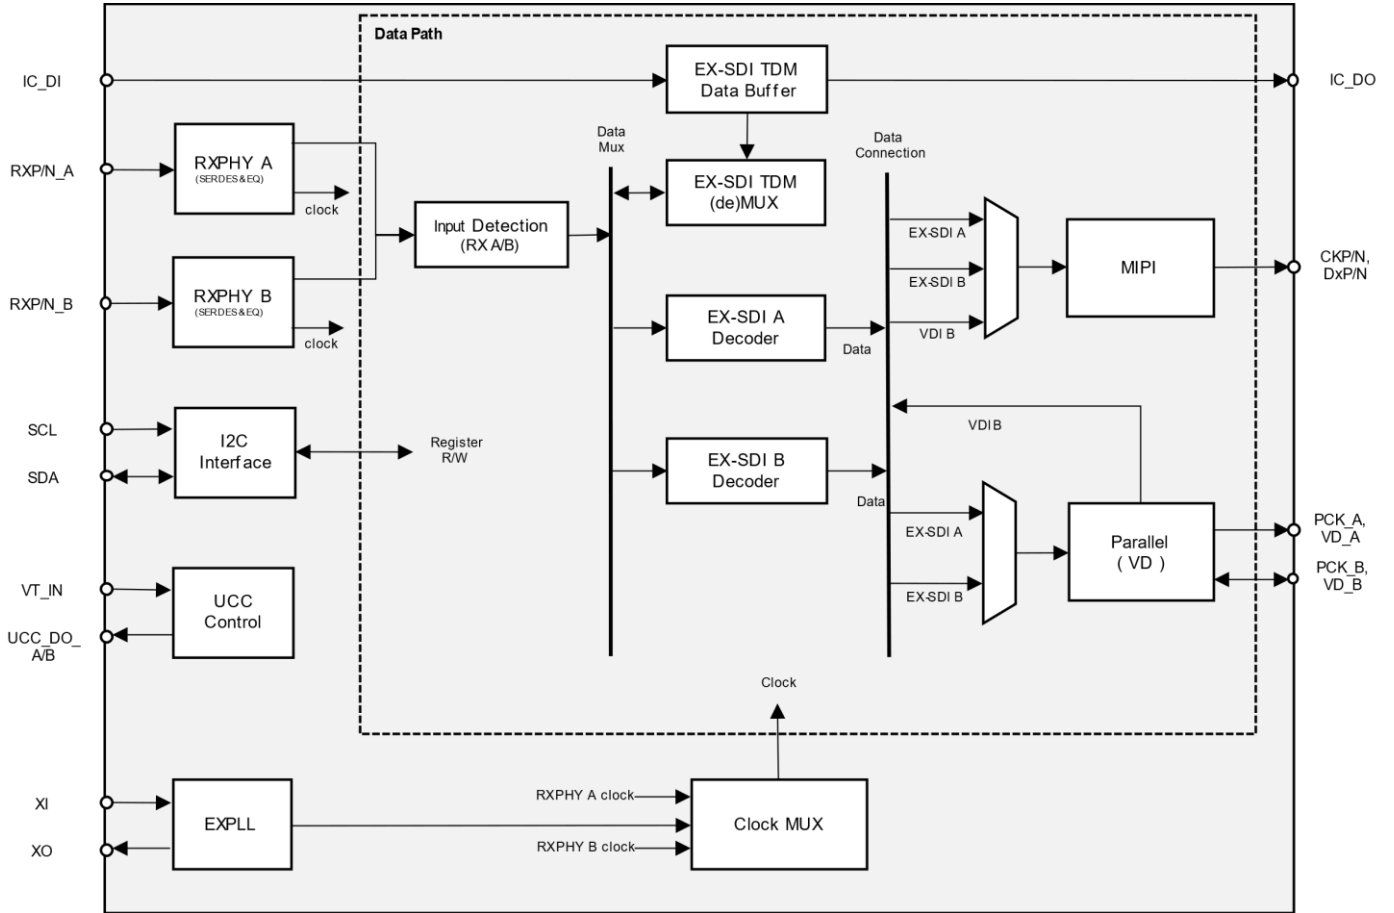 Data Path
IC_DI
EX-SDI TDM
Data Buffer
IC_DO
RXP/N_A
RXPHY A
(SERDES&EQ)
clock
Data
Mux
EX-SDI TDM
(de)MUX
Data
Connection
Input Detection
(RX A/B)
EX-SDI A
EX-SDI B
VDI B
MIPI
CKP/N,
DxP/N
RXP/N_B
RXPHY B
(SERDES&EQ)
clock
EX-SDI A
Decoder
Data
SCL
SDA
I2C
Interface
Register
R/W
VDIB
EX-SDI B
Decoder
Data
EX-SDI A
EX-SDI B
Parallel
( VD )
PCK_A,
VD_A
PCK_B,
VD_B
VT_IN
UCC_DO_
A/B
UCC
Control
Clock
XI
XO
EXPLL
RXPHY A clock
RXPHY B clock
Clock MUX